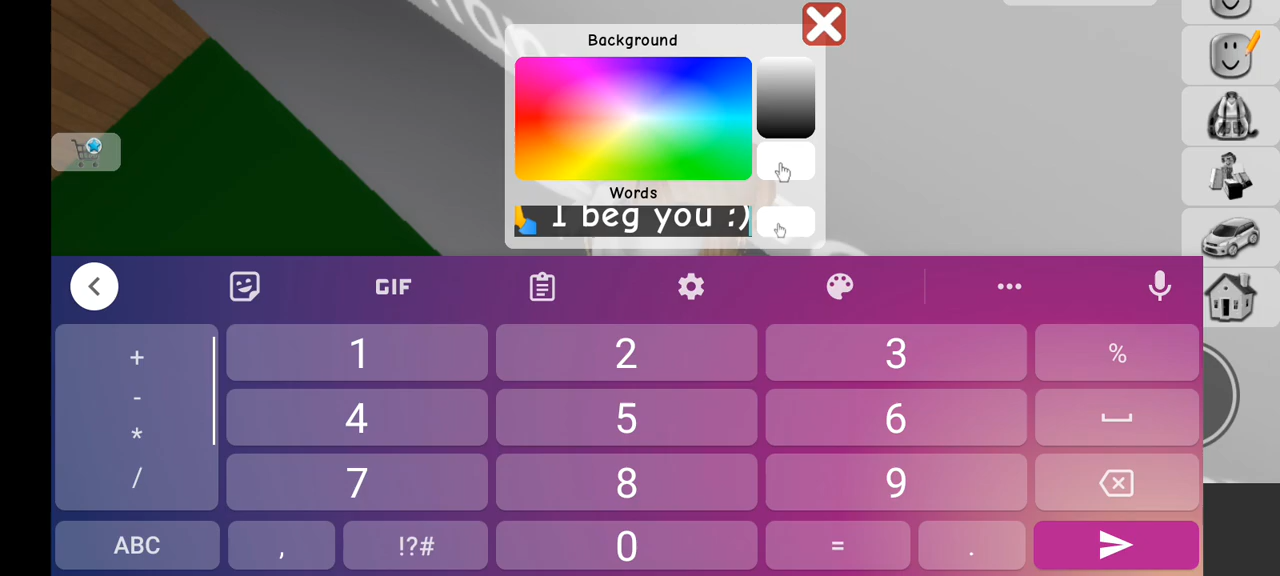 Background
Words
I beg you :)
GIF
+ 1 2 3 %
- 4 5 6
*
/ 7 8 9
ABC , !?# 0 = .